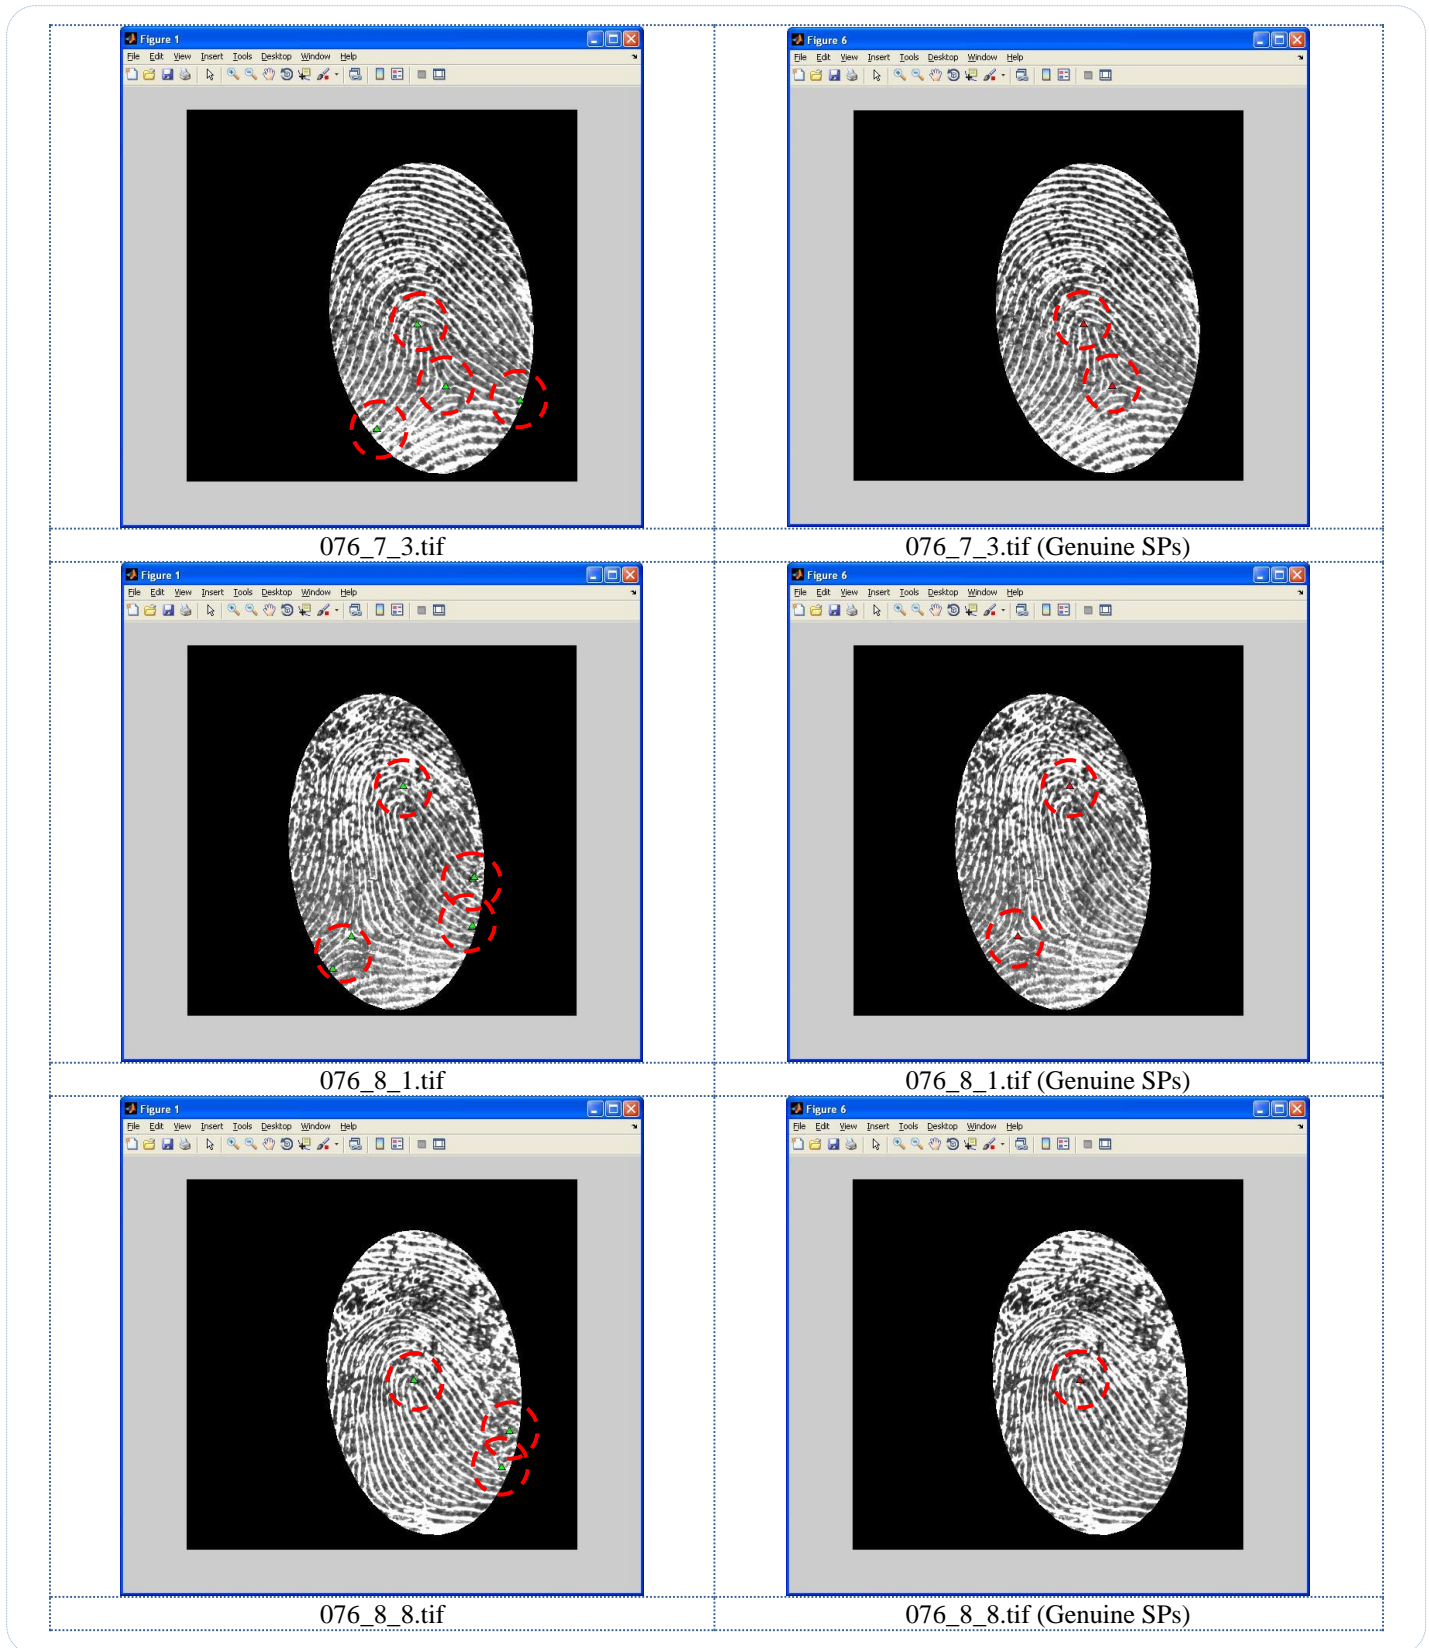 Figure 1
File Edit View Insert Tools Desktop Window Help
Figure 6
File Edit View Insert Tools Desktop Window Help
076_7_3.tif
076_7_3.tif (Genuine SPs)
Figure 1
File Edit View Insert Tools Desktop Window Help
Figure 6
File Edit View Insert Tools Desktop Window Help
076_8_1.tif
076_8_1.tif (Genuine SPs)
Figure 1
File Edit View Insert Tools Desktop Window Help
Figure 6
File Edit View Insert Tools Desktop Window Help
076_8_8.tif
076_8_8.tif (Genuine SPs)